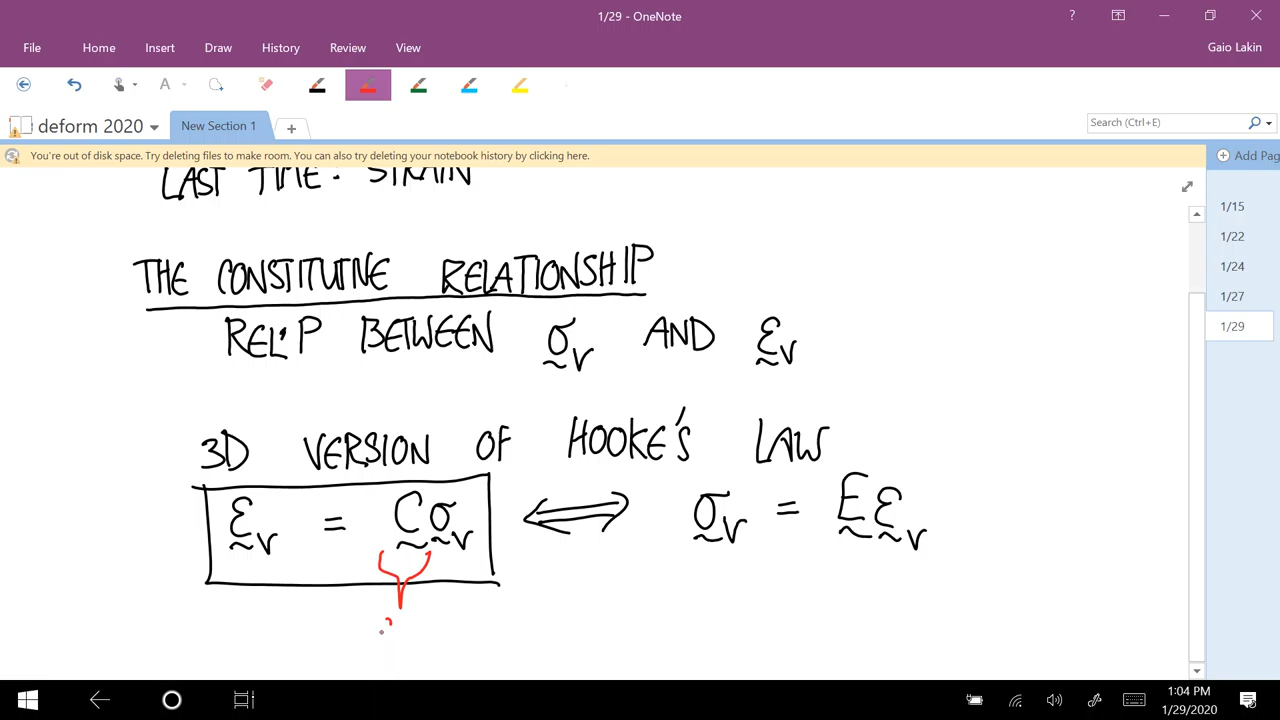 1/29 - OneNote
?
File Home Insert Draw History Review View
Gaio Lakin
A
deform 2020 New Section 1 +
Search (Ctrl+E)
You're out of disk space. Try deleting files to make room. You can also try deleting your notebook history by clicking here.
Add Pag
1/15
1/22
1/24
1/27
1/29
LAST TIME: STRAIN
THE CONSTITUTIVE RELATIONSHIP
REL'P BETWEEN σv AND εv
3D VERSION OF HOOKE'S LAW
εv = Cσv ⟺ σv = Eεv
1:04 PM
1/29/2020